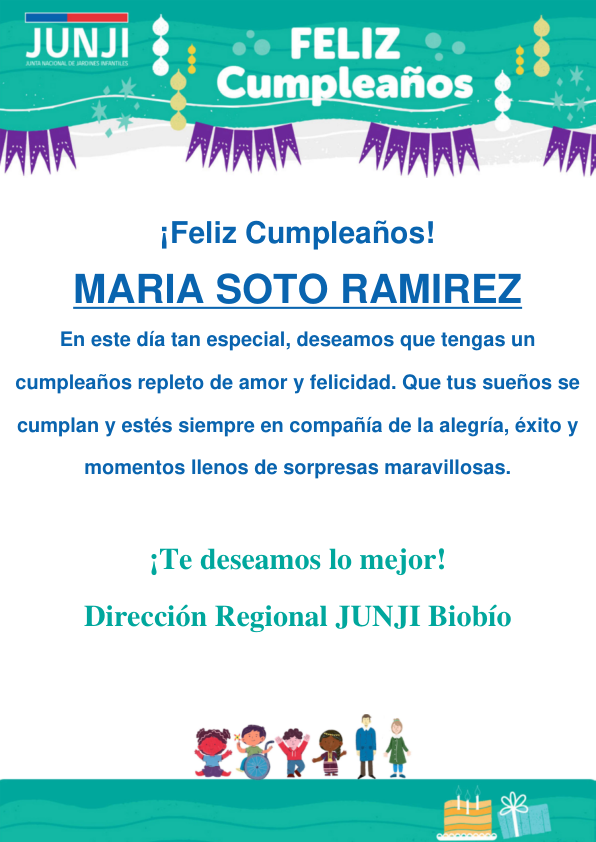 JUNJI
JUNTA NACIONAL DE JARDINES INFANTILES
FELIZ
Cumpleaños
¡Feliz Cumpleaños!
MARIA SOTO RAMIREZ
En este día tan especial, deseamos que tengas un
cumpleaños repleto de amor y felicidad. Que tus sueños se
cumplan y estés siempre en compañía de la alegría, éxito y
momentos llenos de sorpresas maravillosas.
¡Te deseamos lo mejor!
Dirección Regional JUNJI Biobío